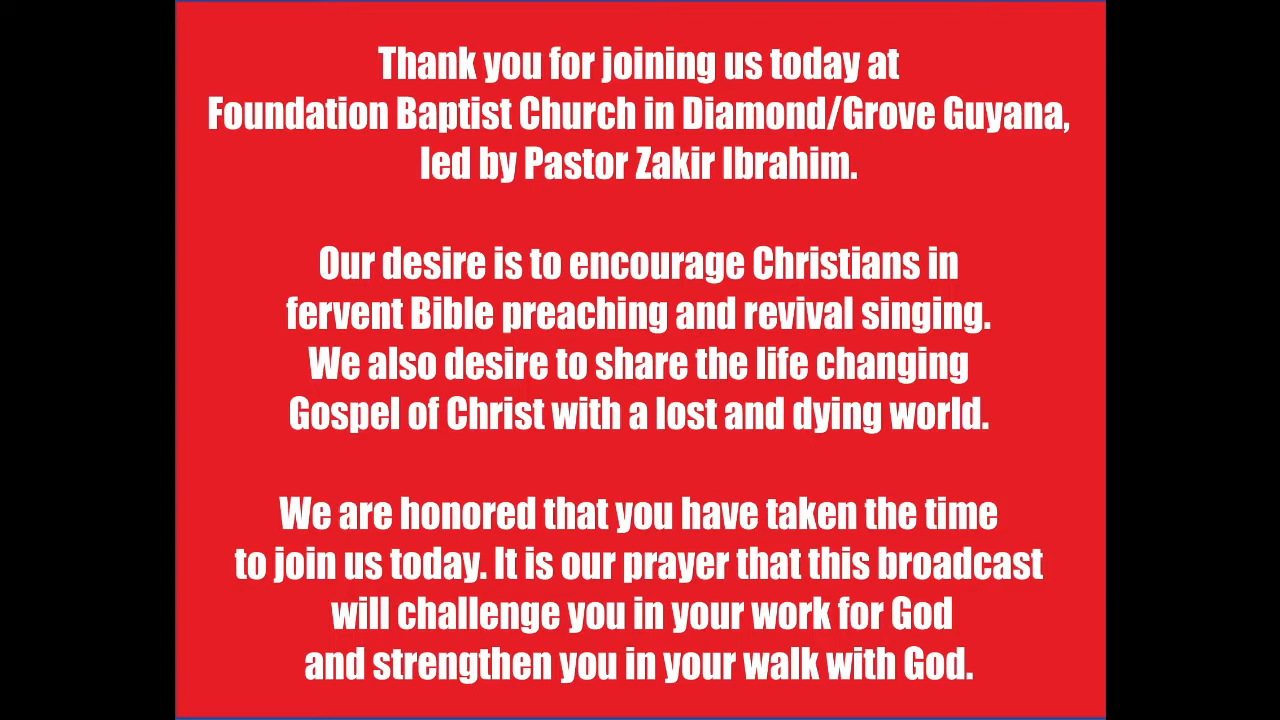 Thank you for joining us today at
Foundation Baptist Church in Diamond/Grove Guyana,
led by Pastor Zakir Ibrahim.
Our desire is to encourage Christians in
fervent Bible preaching and revival singing.
We also desire to share the life changing
Gospel of Christ with a lost and dying world.
We are honored that you have taken the time
to join us today. It is our prayer that this broadcast
will challenge you in your work for God
and strengthen you in your walk with God.